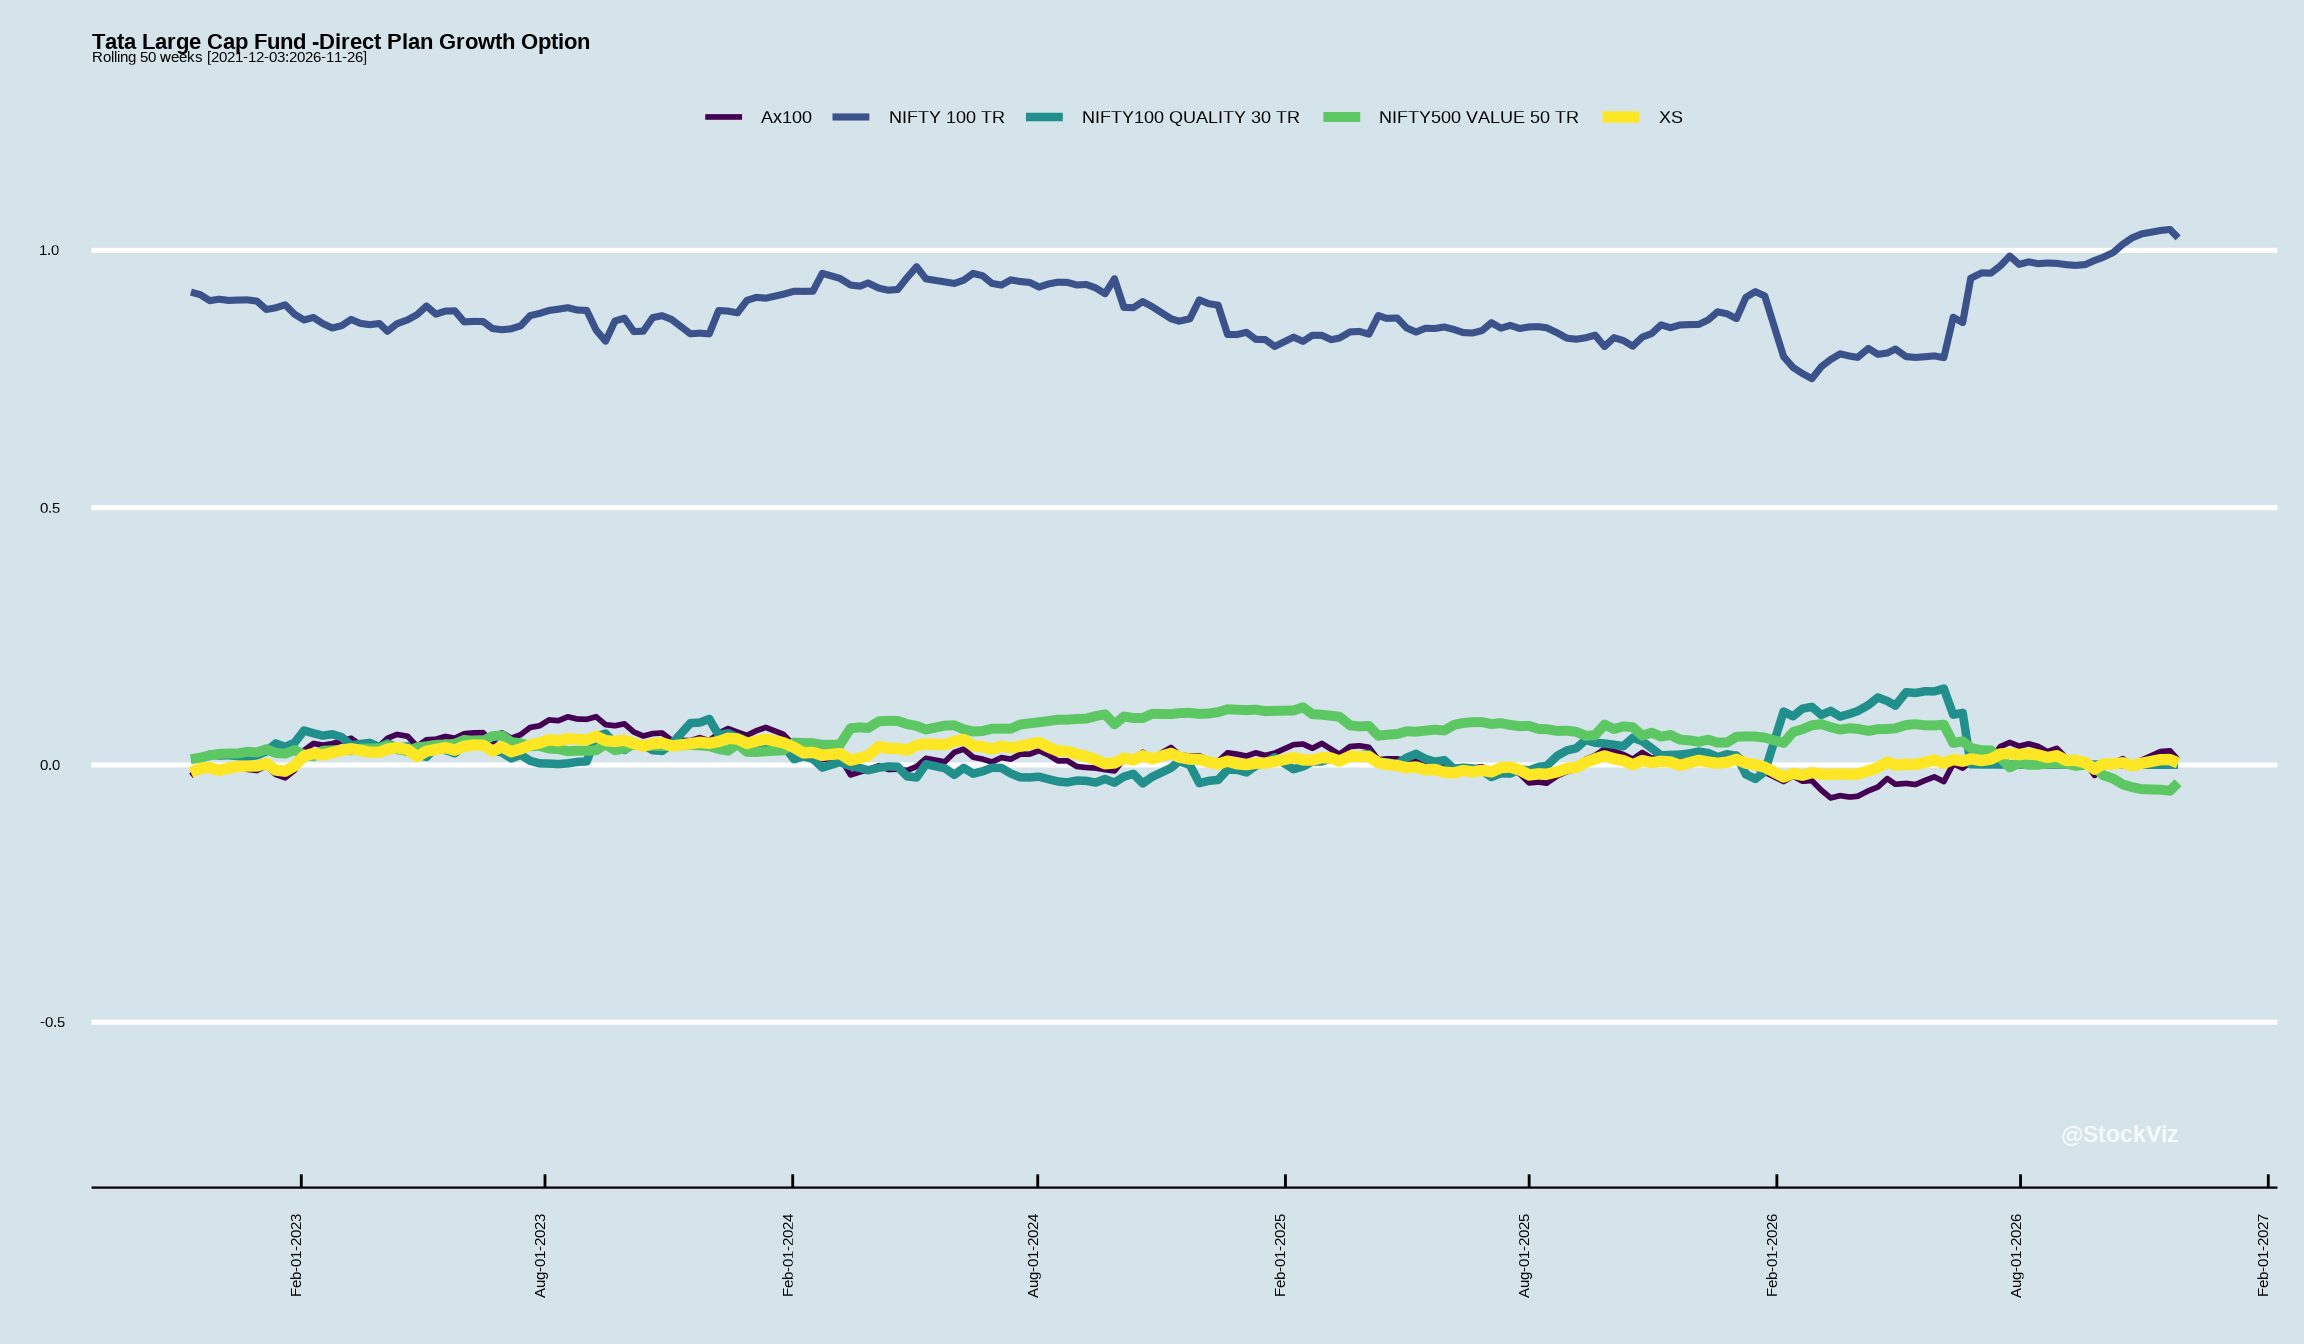 Tata Large Cap Fund -Direct Plan Growth Option
Rolling 50 weeks [2021-12-03:2026-11-26]
Ax100 NIFTY 100 TR NIFTY100 QUALITY 30 TR NIFTY500 VALUE 50 TR XS
1.0
0.5
0.0
-0.5
@StockViz
Feb-01-2023
Aug-01-2023
Feb-01-2024
Aug-01-2024
Feb-01-2025
Aug-01-2025
Feb-01-2026
Aug-01-2026
Feb-01-2027